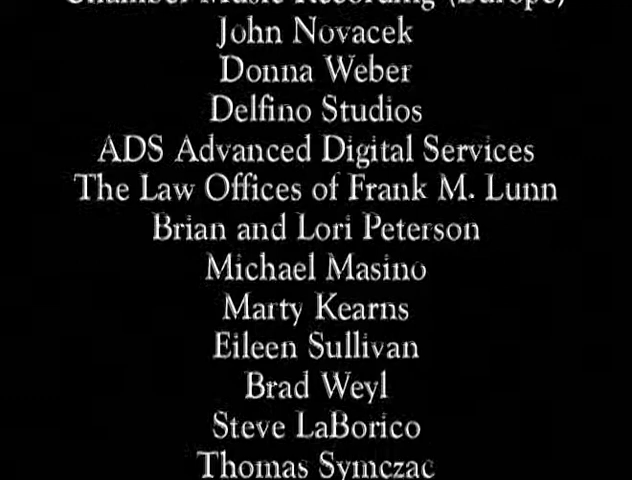 Chamber Music Recording (Europe)
John Novacek
Donna Weber
Delfino Studios
ADS Advanced Digital Services
The Law Offices of Frank M. Lunn
Brian and Lori Peterson
Michael Masino
Marty Kearns
Eileen Sullivan
Brad Weyl
Steve LaBorico
Thomas Symczac